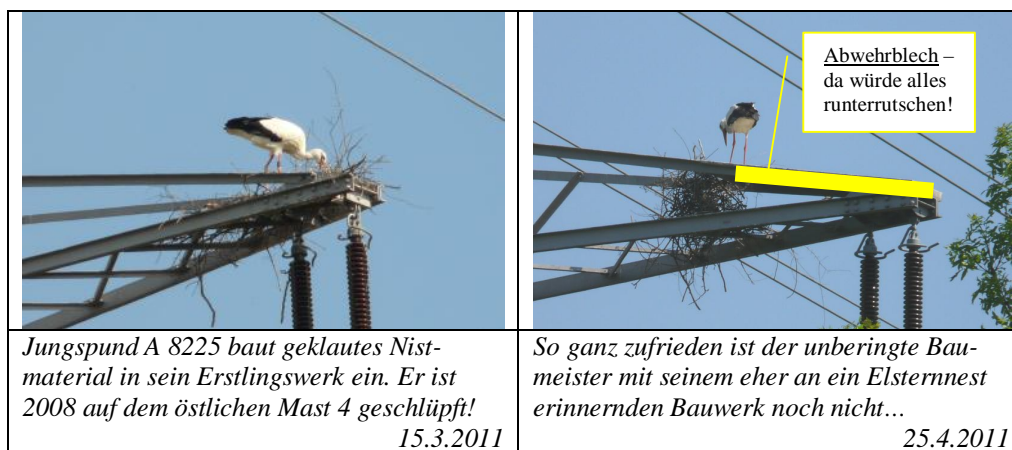 Abwehrblech –
da würde alles
runterrutschen!
Jungspund A 8225 baut geklautes Nist-
material in sein Erstlingswerk ein. Er ist
2008 auf dem östlichen Mast 4 geschlüpft!
15.3.2011
So ganz zufrieden ist der unberingte Bau-
meister mit seinem eher an ein Elsternnest
erinnernden Bauwerk noch nicht…
25.4.2011